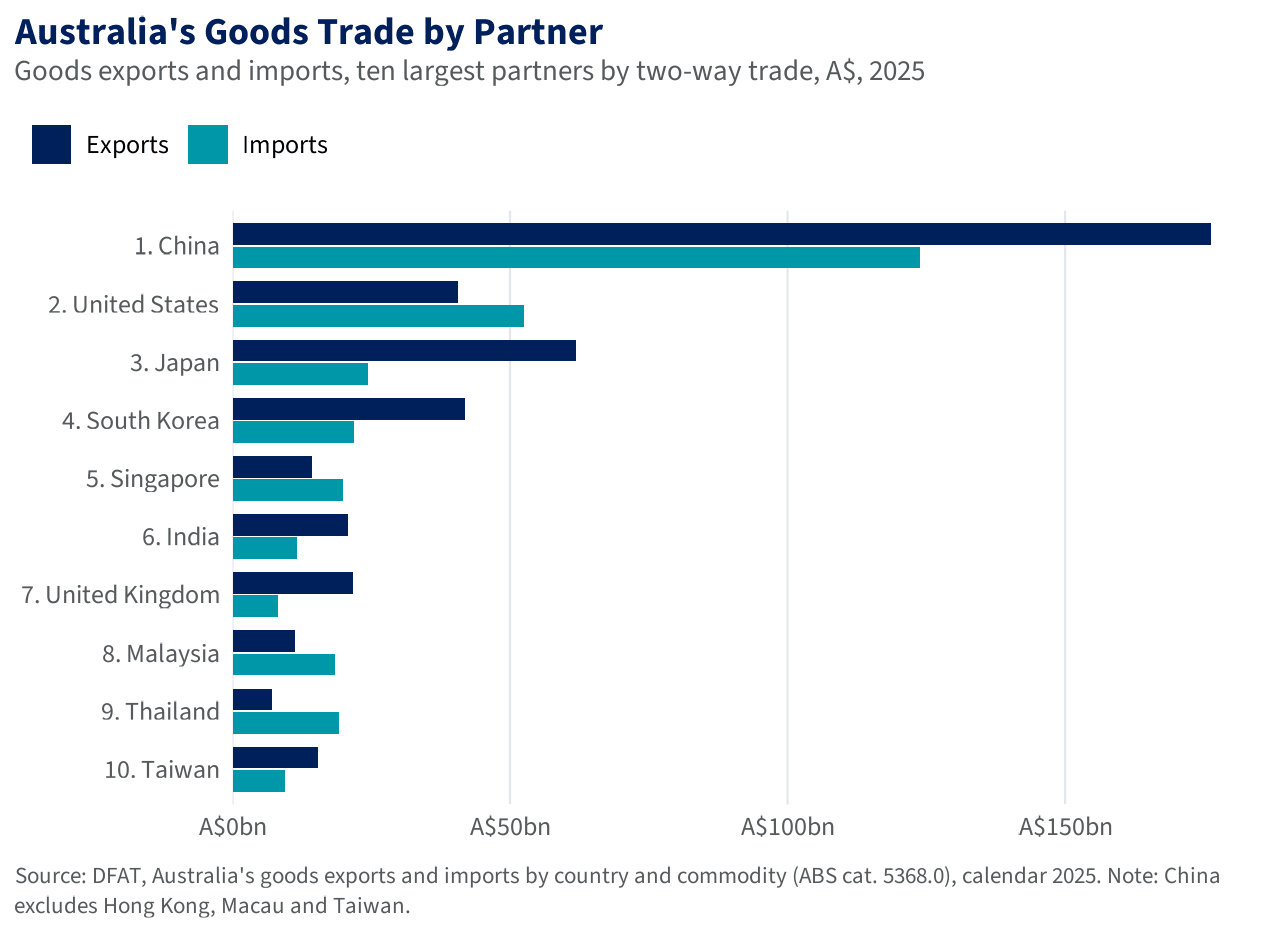 Australia's Goods Trade by Partner
Goods exports and imports, ten largest partners by two-way trade, A$, 2025
Exports Imports
1. China
2. United States
3. Japan
4. South Korea
5. Singapore
6. India
7. United Kingdom
8. Malaysia
9. Thailand
10. Taiwan
A$0bn A$50bn A$100bn A$150bn
Source: DFAT, Australia's goods exports and imports by country and commodity (ABS cat. 5368.0), calendar 2025. Note: China
excludes Hong Kong, Macau and Taiwan.